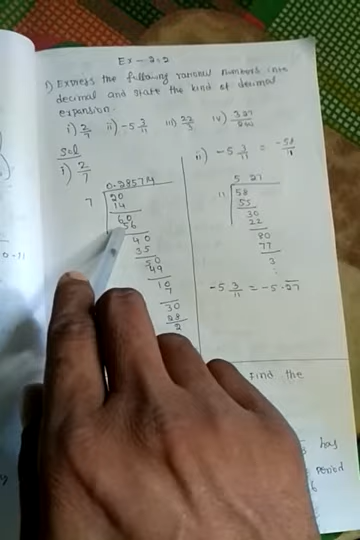 Ex - 2.2
1) Express the following rational numbers into
decimal and state the kind of decimal
expansion.
i) 2/7 ii) -5 3/11 iii) 22/3 iv) 327/200
Sol
i) 2/7
0.285714
7 20
14
60
56
40
35
50
49
10
7
30
28
2
ii) -5 3/11 = -58/11
5 27
11 58
55
30
22
80
77
3
:
-5 3/11 = -5.2̅7̅
Find the
has
period